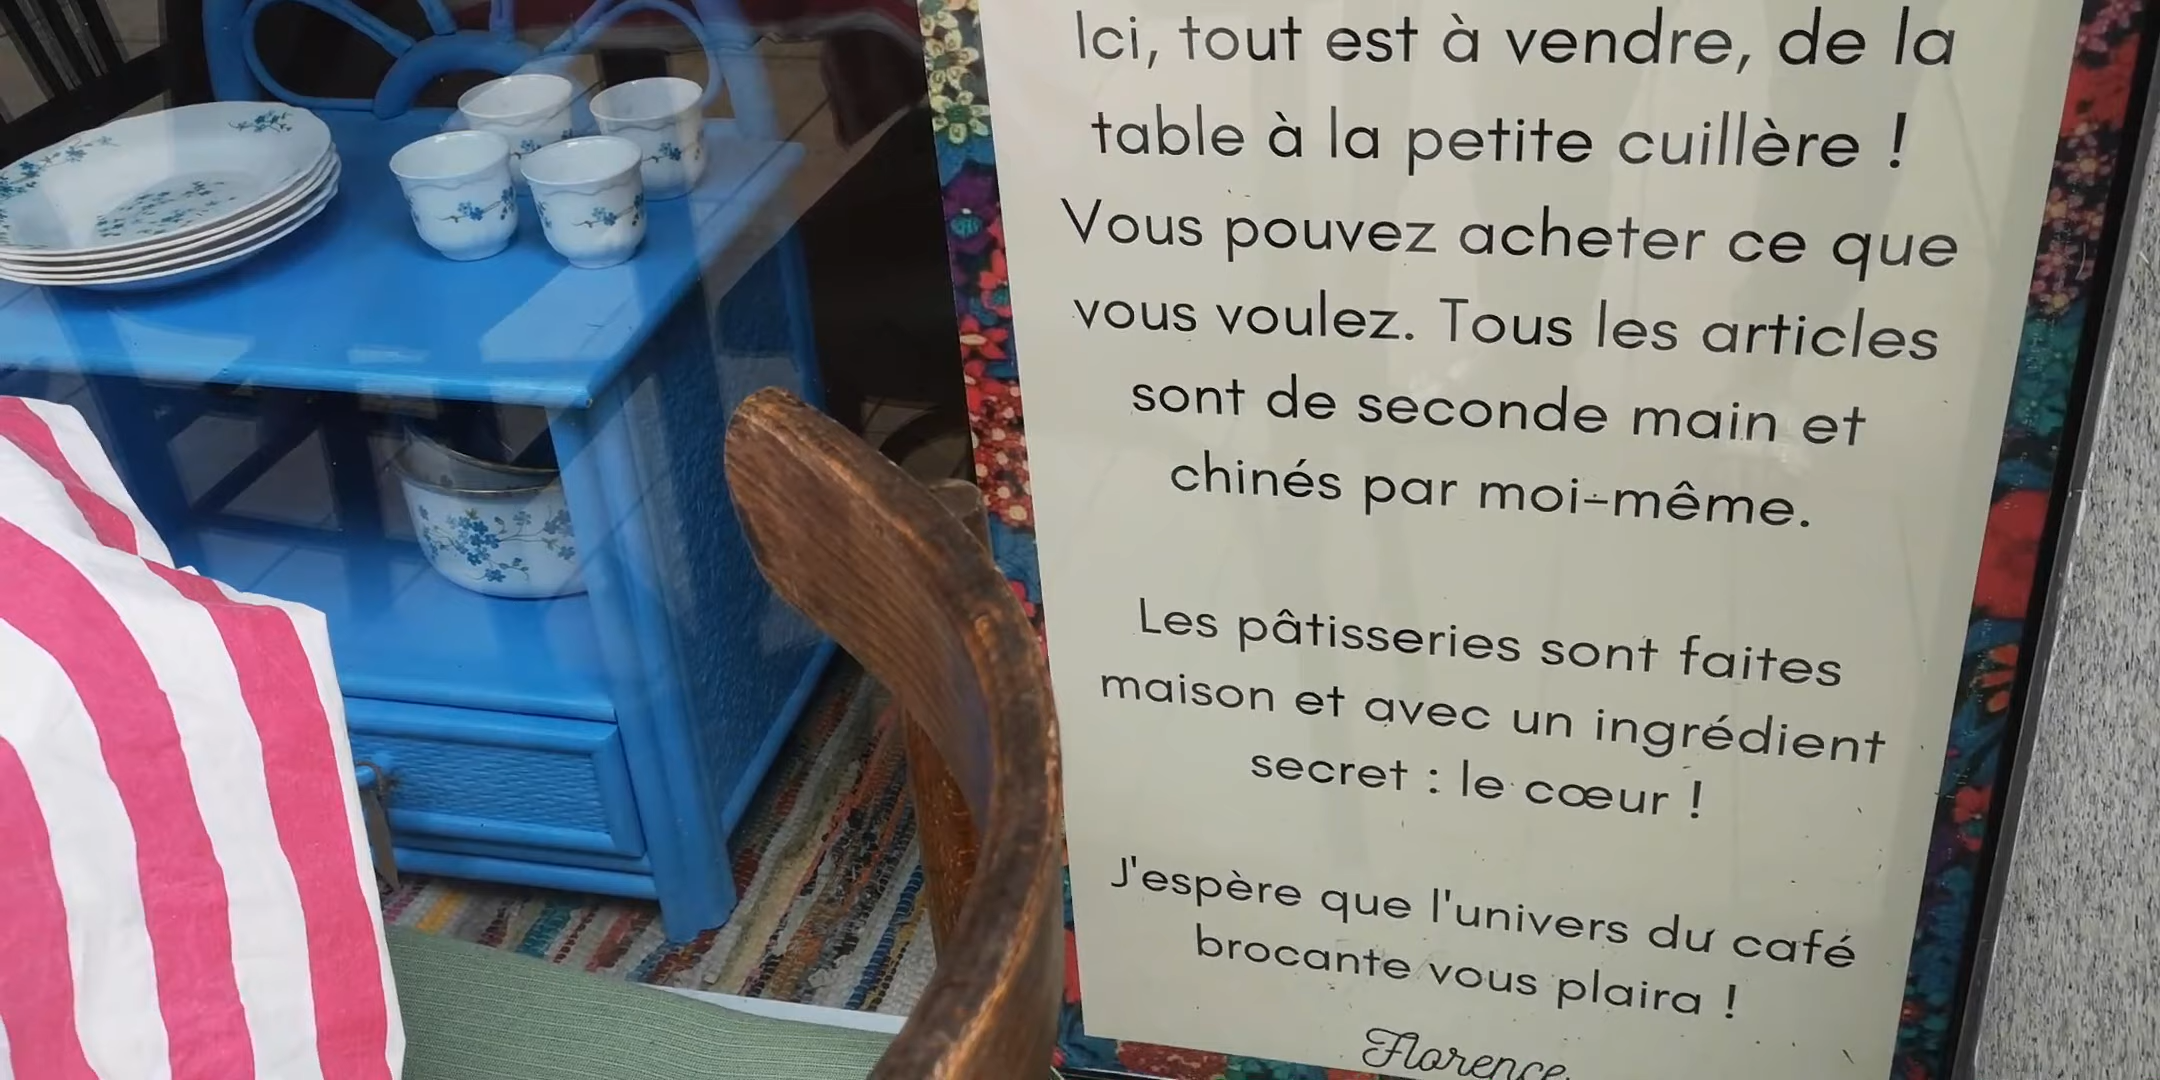 Ici, tout est à vendre, de la
table à la petite cuillère !
Vous pouvez acheter ce que
vous voulez. Tous les articles
sont de seconde main et
chinés par moi-même.
Les pâtisseries sont faites
maison et avec un ingrédient
secret : le cœur !
J'espère que l'univers du café
brocante vous plaira !
Florence